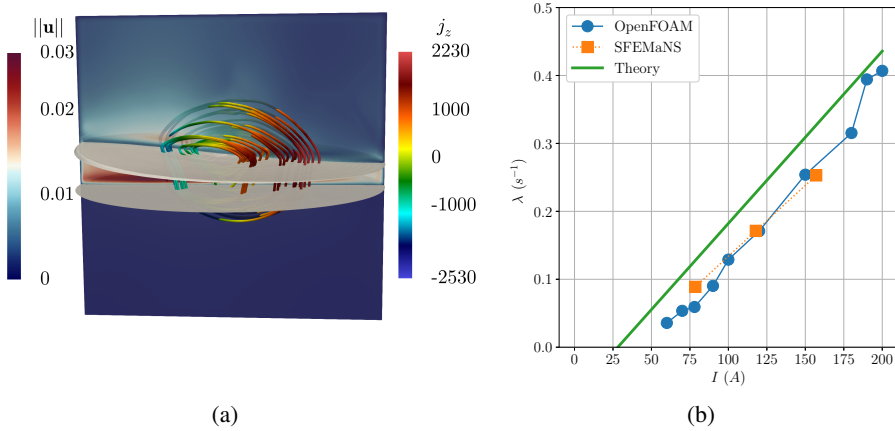 ||u||
0.03
0.02
0.01
0
j_z
2230
1000
0
-1000
-2530
(a)
OpenFOAM
SFEMaNS
Theory
λ (s⁻¹)
0.5
0.4
0.3
0.2
0.1
0.0
0 25 50 75 100 125 150 175 200
I (A)
(b)